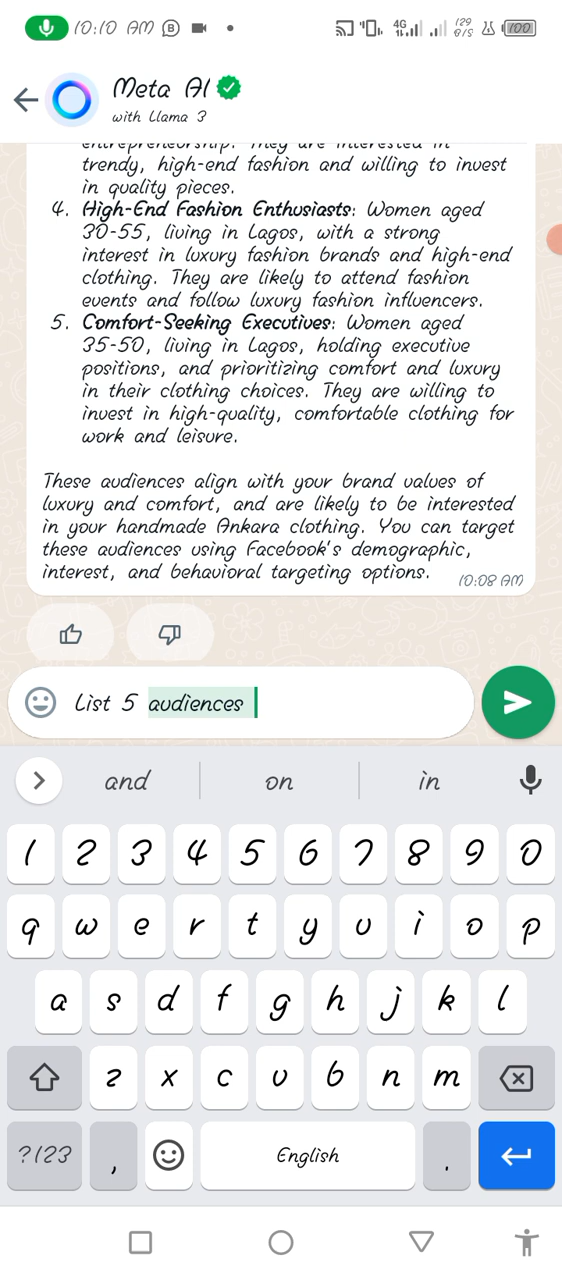 10:10 AM
4G
129 B/S
100
Meta AI
with Llama 3
entrepreneurship. They are interested in
trendy, high-end fashion and willing to invest
in quality pieces.
4. High-End Fashion Enthusiasts: Women aged
30-55, living in Lagos, with a strong
interest in luxury fashion brands and high-end
clothing. They are likely to attend fashion
events and follow luxury fashion influencers.
5. Comfort-Seeking Executives: Women aged
35-50, living in Lagos, holding executive
positions, and prioritizing comfort and luxury
in their clothing choices. They are willing to
invest in high-quality, comfortable clothing for
work and leisure.
These audiences align with your brand values of
luxury and comfort, and are likely to be interested
in your handmade Ankara clothing. You can target
these audiences using Facebook's demographic,
interest, and behavioral targeting options. 10:08 AM
List 5 audiences
and on in
1 2 3 4 5 6 7 8 9 0
q w e r t y u i o p
a s d f g h j k l
z x c v b n m
?123 , English .